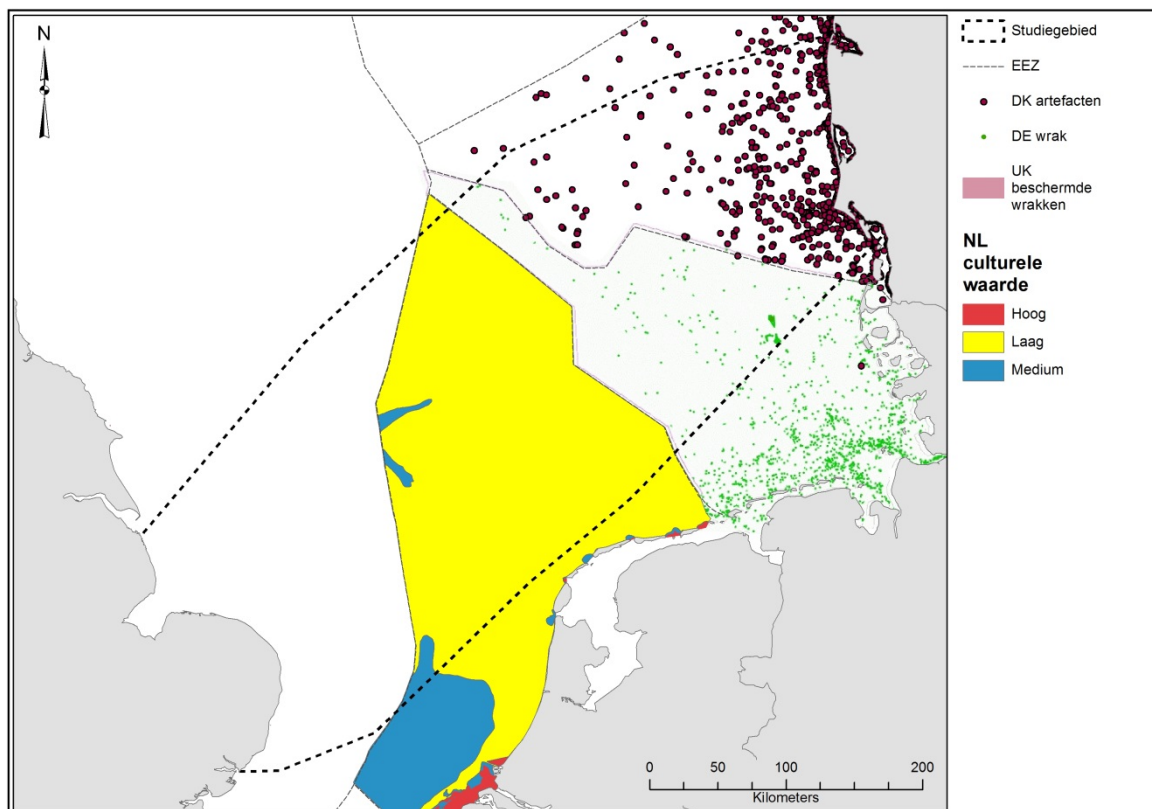 N
Studiegebied
EEZ
DK artefacten
DE wrak
UK
beschermde
wrakken
NL
culturele
waarde
Hoog
Laag
Medium
0 50 100 200
Kilometers